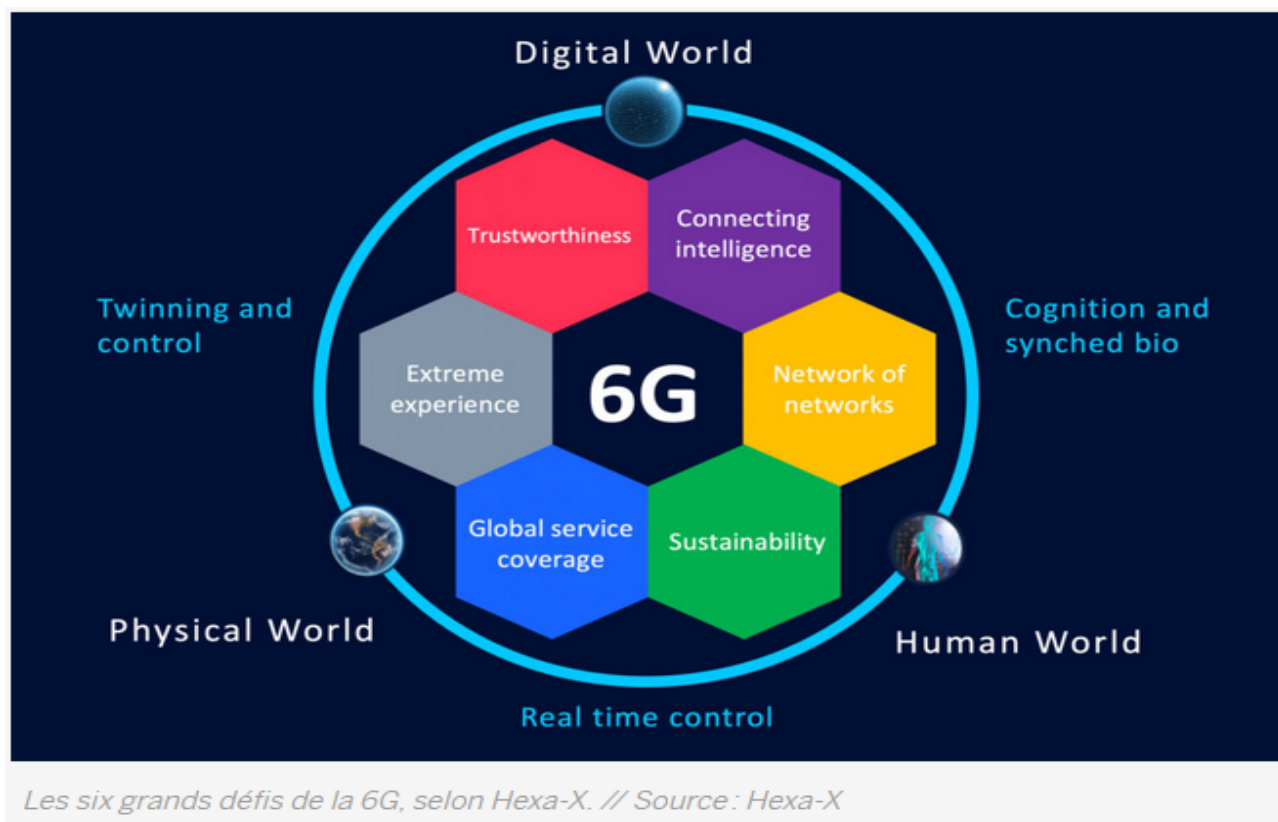 Digital World
Trustworthiness
Connecting
intelligence
Twinning and
control
Cognition and
synched bio
Extreme
experience
6G
Network of
networks
Global service
coverage
Sustainability
Physical World
Human World
Real time control
Les six grands défis de la 6G, selon Hexa-X. // Source : Hexa-X